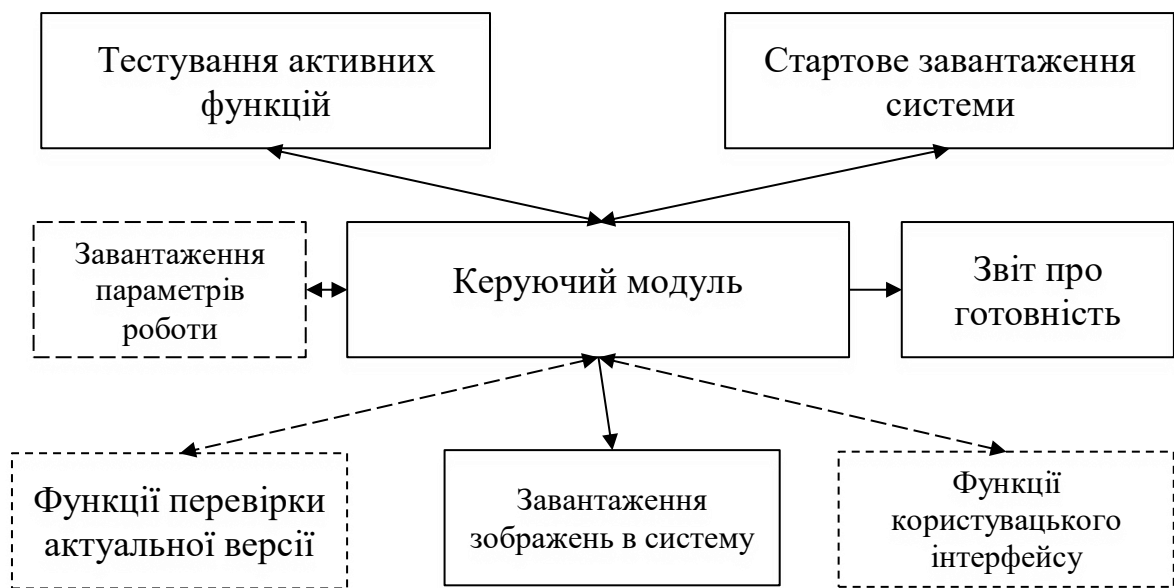 Тестування активних
функцій
Стартове завантаження
системи
Завантаження
параметрів
роботи
Керуючий модуль
Звіт про
готовність
Функції перевірки
актуальної версії
Завантаження
зображень в систему
Функції
користувацького
інтерфейсу